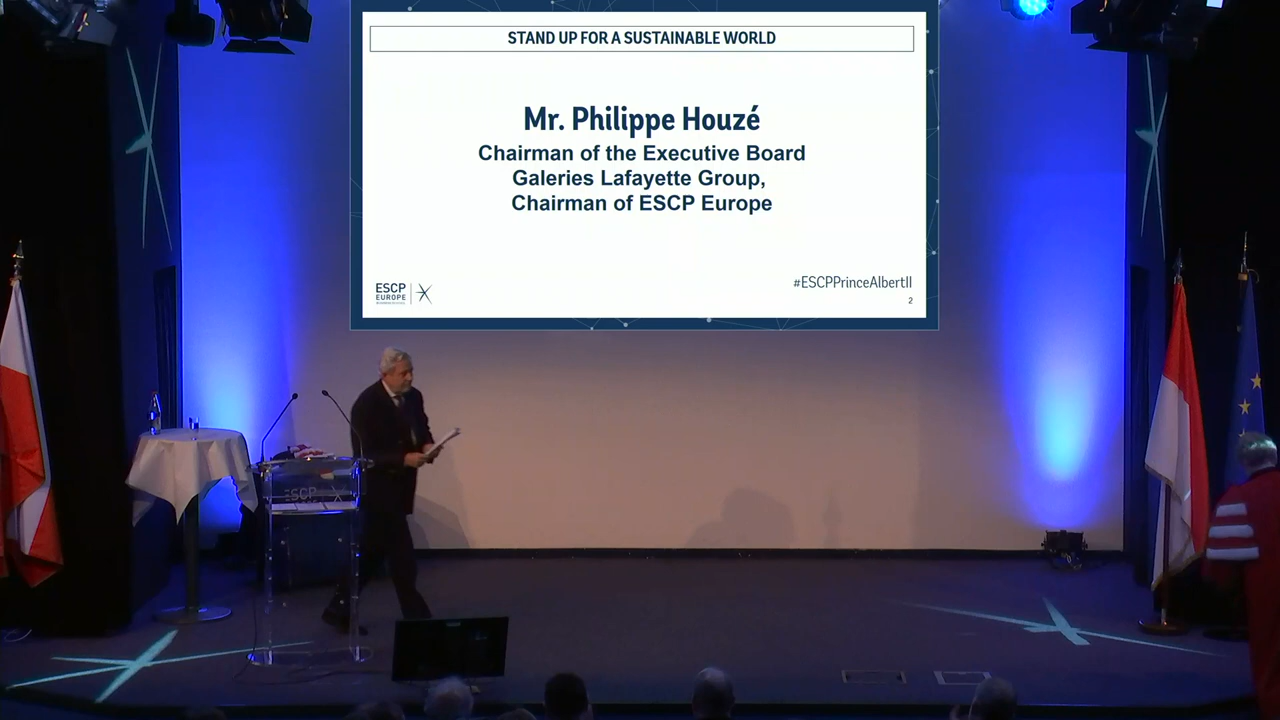 STAND UP FOR A SUSTAINABLE WORLD
Mr. Philippe Houzé
Chairman of the Executive Board
Galeries Lafayette Group,
Chairman of ESCP Europe
#ESCPPrinceAlbertII
2
ESCP
EUROPE
ESCP